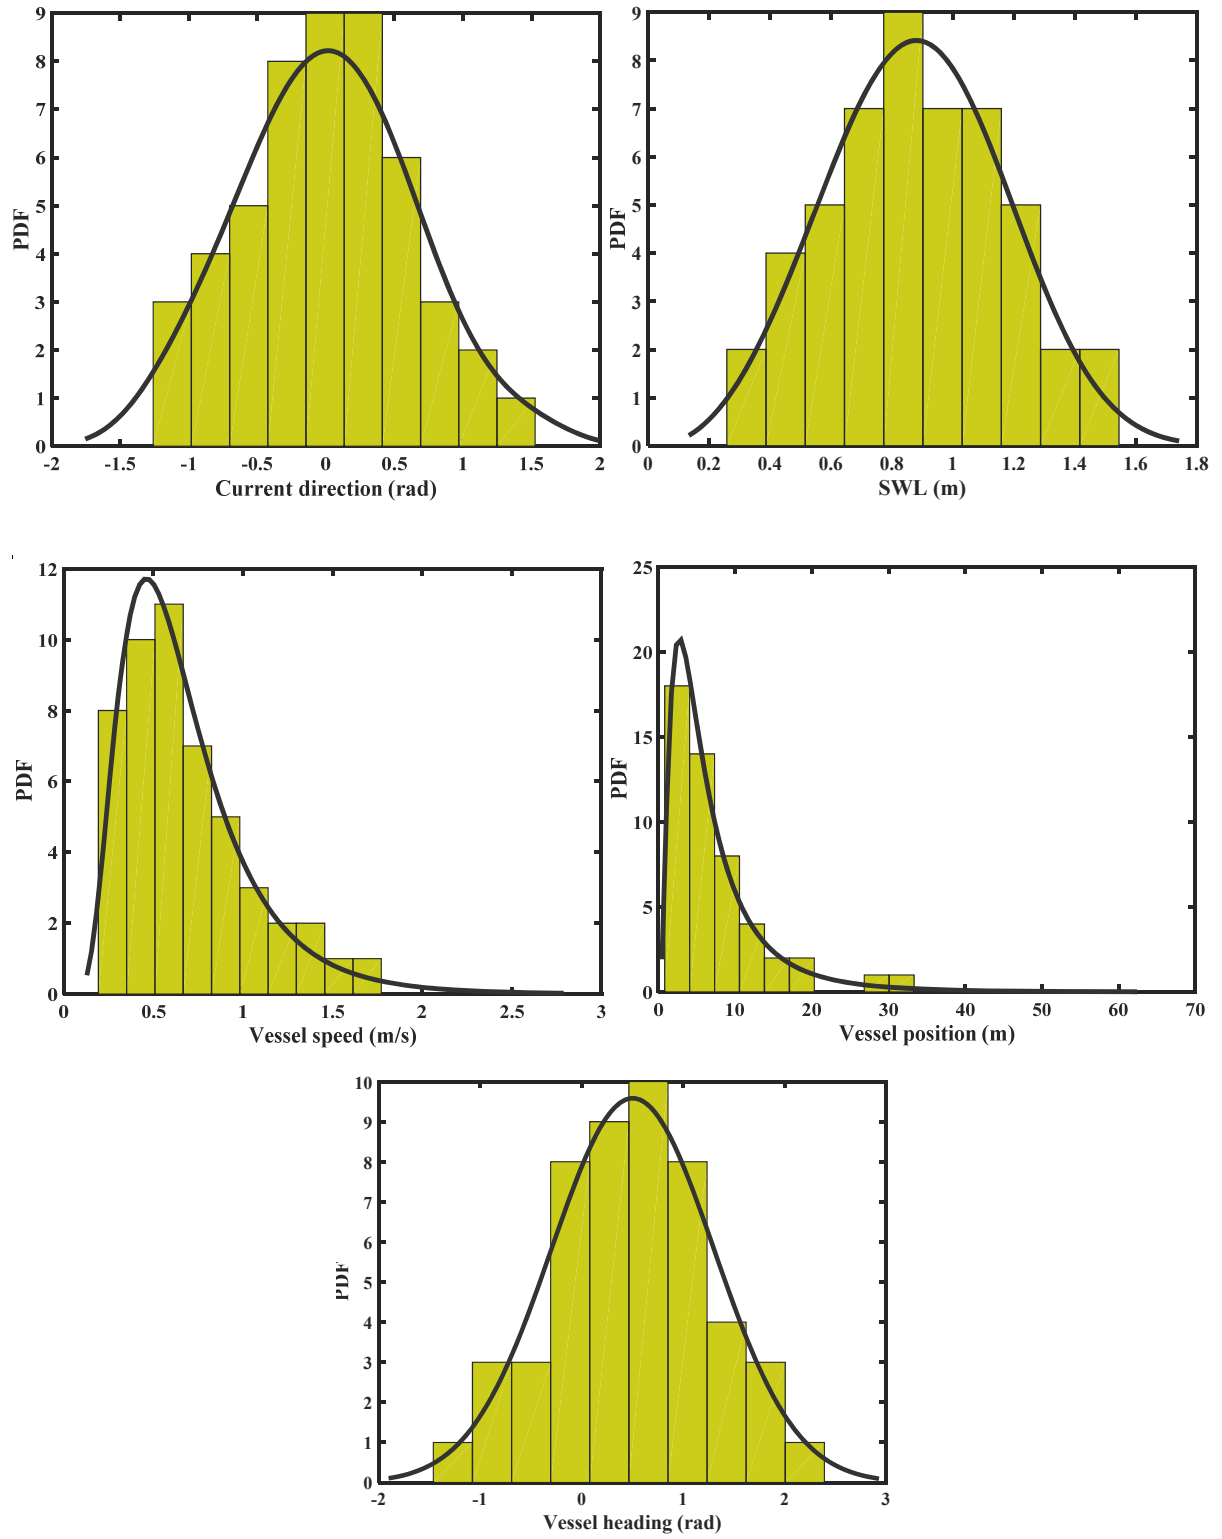 9
8
7
6
5
4
3
2
1
0
PDF
-2 -1.5 -1 -0.5 0 0.5 1 1.5 2
Current direction (rad)
9
8
7
6
5
4
3
2
1
0
PDF
0 0.2 0.4 0.6 0.8 1 1.2 1.4 1.6 1.8
SWL (m)
12
10
8
6
4
2
0
PDF
0 0.5 1 1.5 2 2.5 3
Vessel speed (m/s)
25
20
15
10
5
0
PDF
0 10 20 30 40 50 60 70
Vessel position (m)
10
9
8
7
6
5
4
3
2
1
0
PDF
-2 -1 0 1 2 3
Vessel heading (rad)